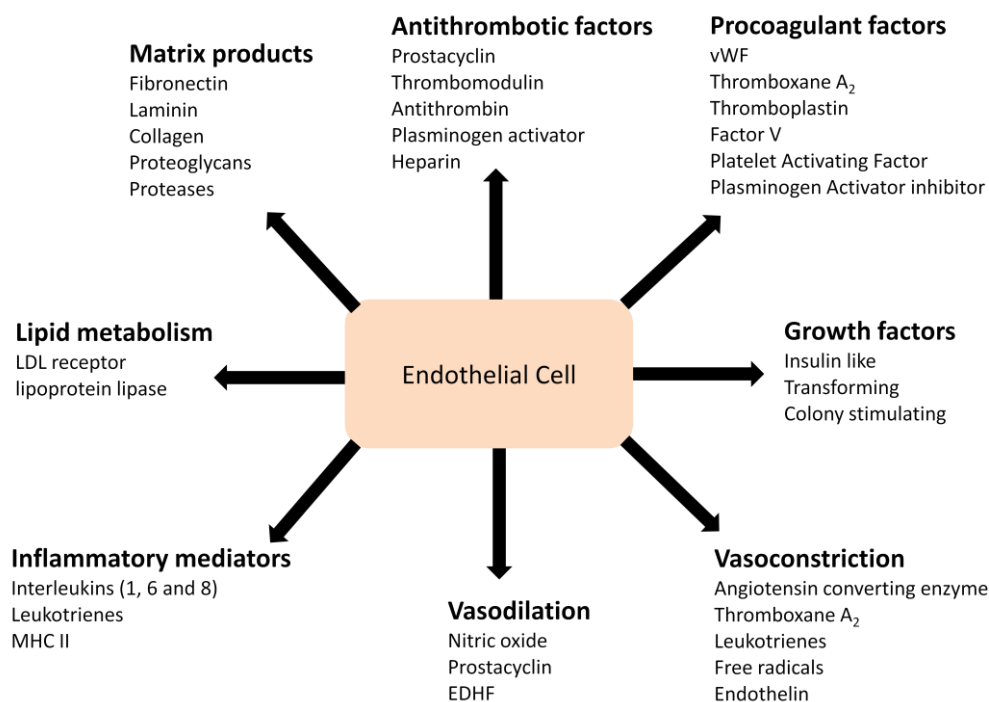 Matrix products
Fibronectin
Laminin
Collagen
Proteoglycans
Proteases
Antithrombotic factors
Prostacyclin
Thrombomodulin
Antithrombin
Plasminogen activator
Heparin
Procoagulant factors
vWF
Thromboxane A₂
Thromboplastin
Factor V
Platelet Activating Factor
Plasminogen Activator inhibitor
Lipid metabolism
LDL receptor
lipoprotein lipase
Endothelial Cell
Growth factors
Insulin like
Transforming
Colony stimulating
Inflammatory mediators
Interleukins (1, 6 and 8)
Leukotrienes
MHC II
Vasodilation
Nitric oxide
Prostacyclin
EDHF
Vasoconstriction
Angiotensin converting enzyme
Thromboxane A₂
Leukotrienes
Free radicals
Endothelin